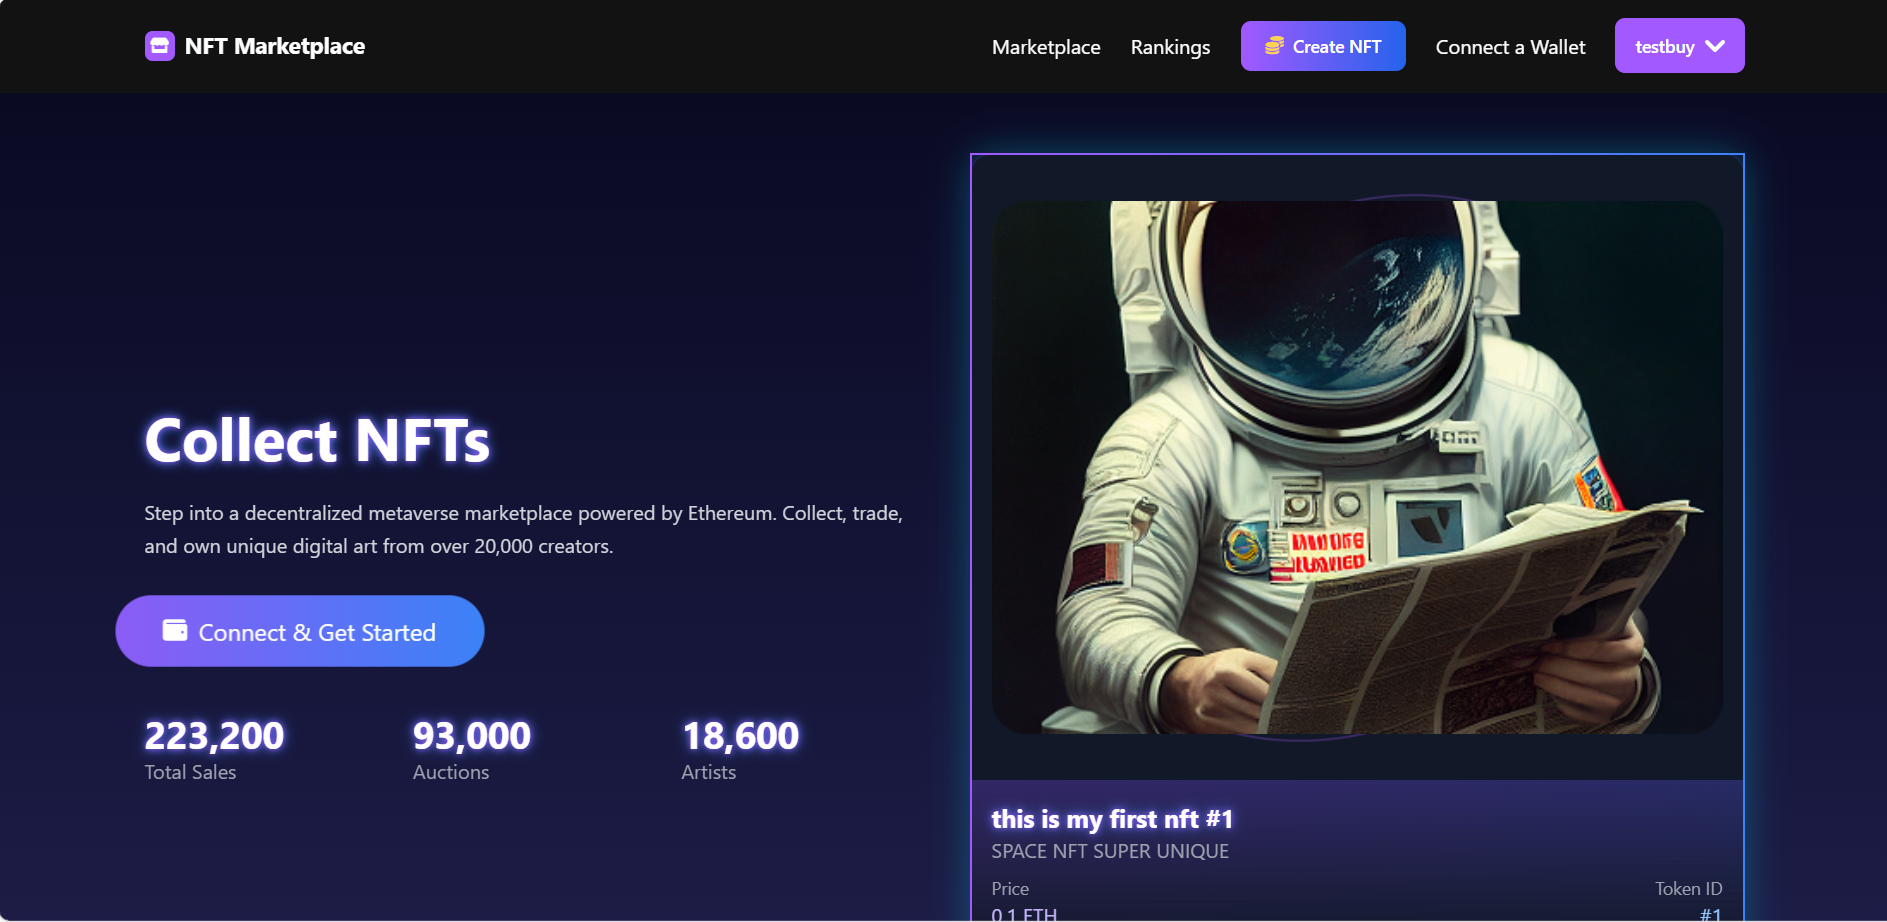 NFT Marketplace
Marketplace
Rankings
Create NFT
Connect a Wallet
testbuy
Collect NFTs
Step into a decentralized metaverse marketplace powered by Ethereum. Collect, trade,
and own unique digital art from over 20,000 creators.
Connect & Get Started
223,200
Total Sales
93,000
Auctions
18,600
Artists
this is my first nft #1
SPACE NFT SUPER UNIQUE
Price
Token ID
0.1 ETH
#1